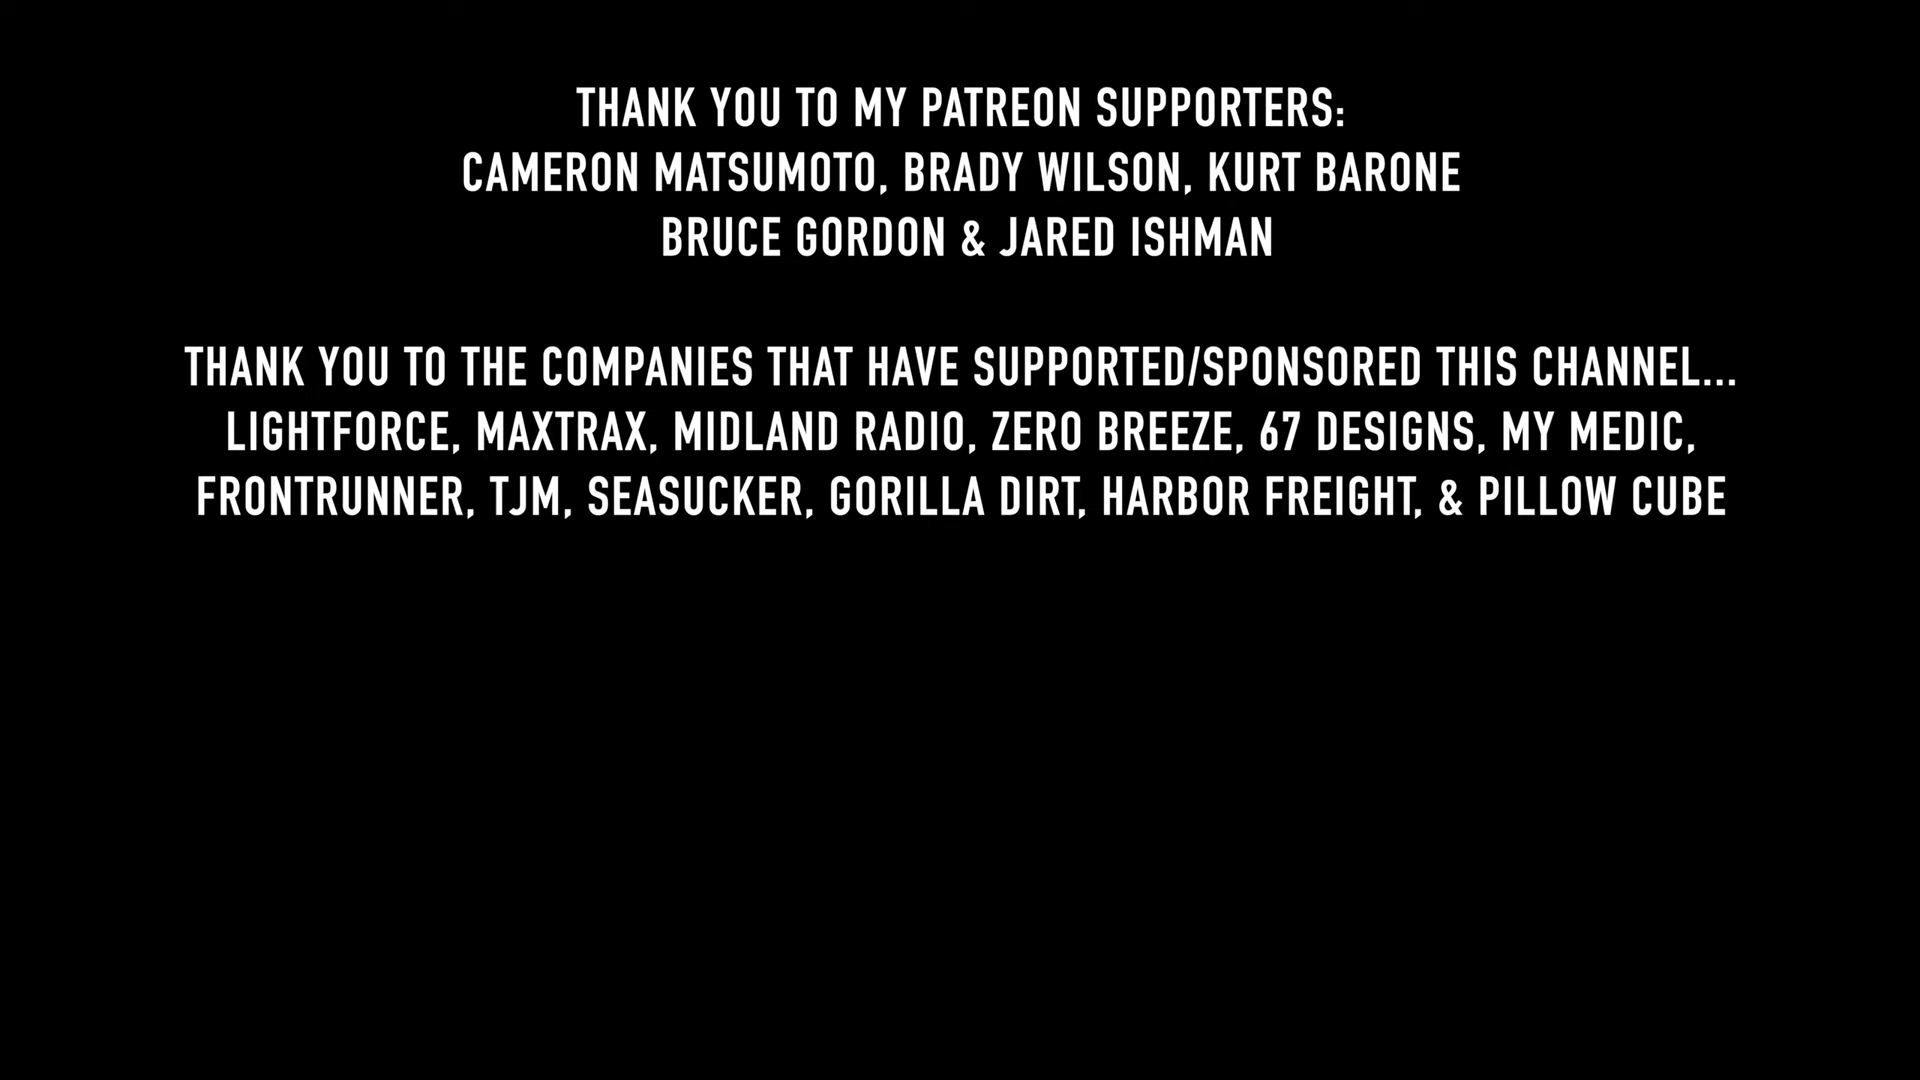 THANK YOU TO MY PATREON SUPPORTERS:
CAMERON MATSUMOTO, BRADY WILSON, KURT BARONE
BRUCE GORDON & JARED ISHMAN
THANK YOU TO THE COMPANIES THAT HAVE SUPPORTED/SPONSORED THIS CHANNEL...
LIGHTFORCE, MAXTRAX, MIDLAND RADIO, ZERO BREEZE, 67 DESIGNS, MY MEDIC,
FRONTRUNNER, TJM, SEASUCKER, GORILLA DIRT, HARBOR FREIGHT, & PILLOW CUBE